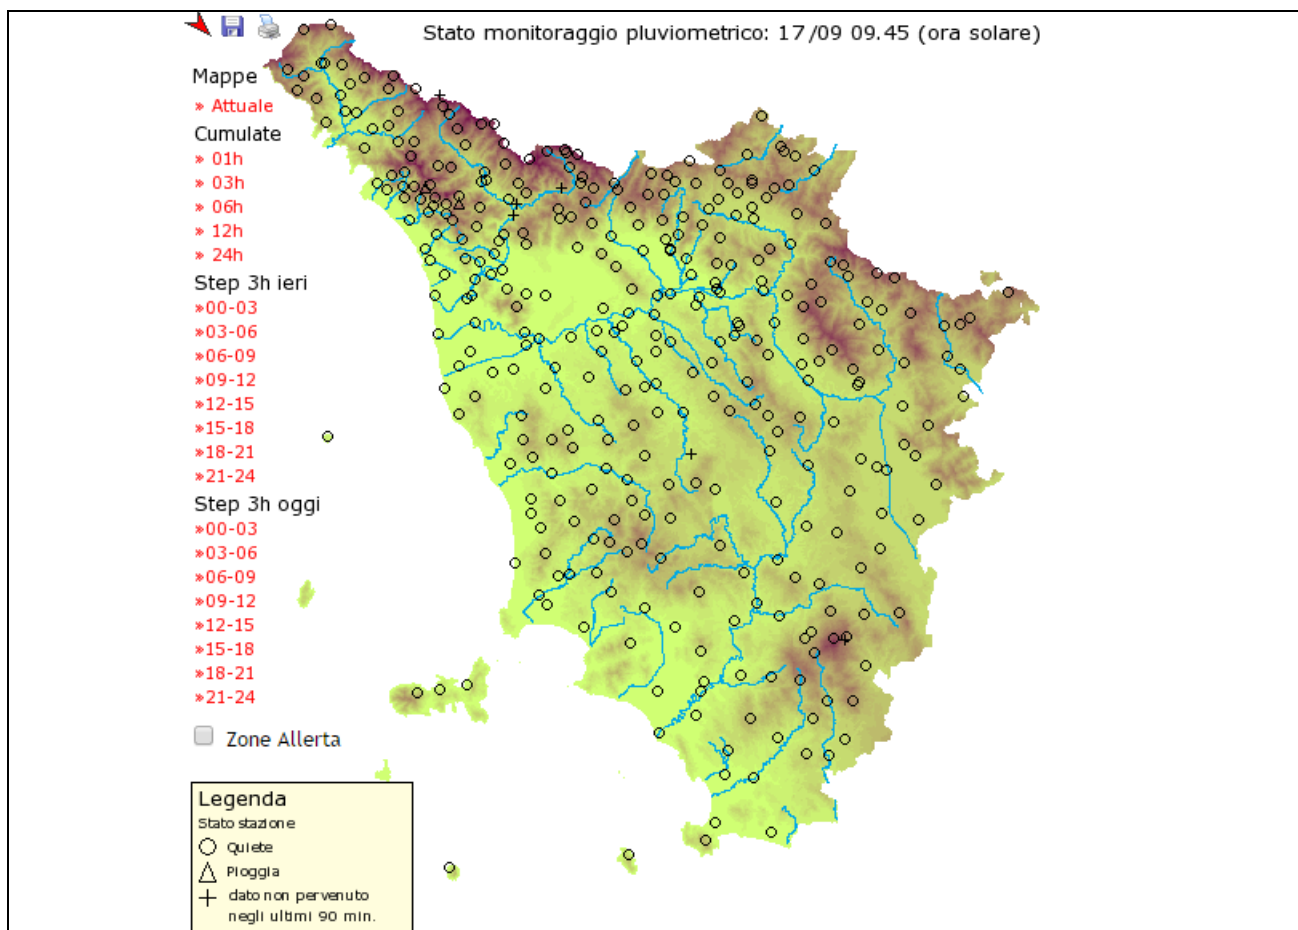 Stato monitoraggio pluviometrico: 17/09 09.45 (ora solare)
Mappe
» Attuale
Cumulate
» 01h
» 03h
» 06h
» 12h
» 24h
Step 3h ieri
»00-03
»03-06
»06-09
»09-12
»12-15
»15-18
»18-21
»21-24
Step 3h oggi
»00-03
»03-06
»06-09
»09-12
»12-15
»15-18
»18-21
»21-24
Zone Allerta
Legenda
Stato stazione
Quiete
Pioggia
dato non pervenuto
negli ultimi 90 min.